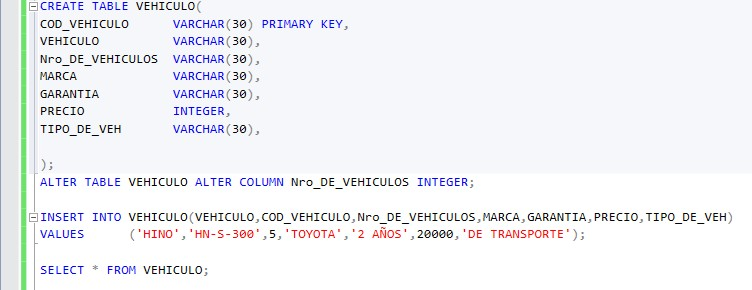 CREATE TABLE VEHICULO(
COD_VEHICULO VARCHAR(30) PRIMARY KEY,
VEHICULO VARCHAR(30),
Nro_DE_VEHICULOS VARCHAR(30),
MARCA VARCHAR(30),
GARANTIA VARCHAR(30),
PRECIO INTEGER,
TIPO_DE_VEH VARCHAR(30),
);
ALTER TABLE VEHICULO ALTER COLUMN Nro_DE_VEHICULOS INTEGER;
INSERT INTO VEHICULO(VEHICULO,COD_VEHICULO,Nro_DE_VEHICULOS,MARCA,GARANTIA,PRECIO,TIPO_DE_VEH)
VALUES ('HINO','HN-S-300',5,'TOYOTA','2 AÑOS',20000,'DE TRANSPORTE');
SELECT * FROM VEHICULO;